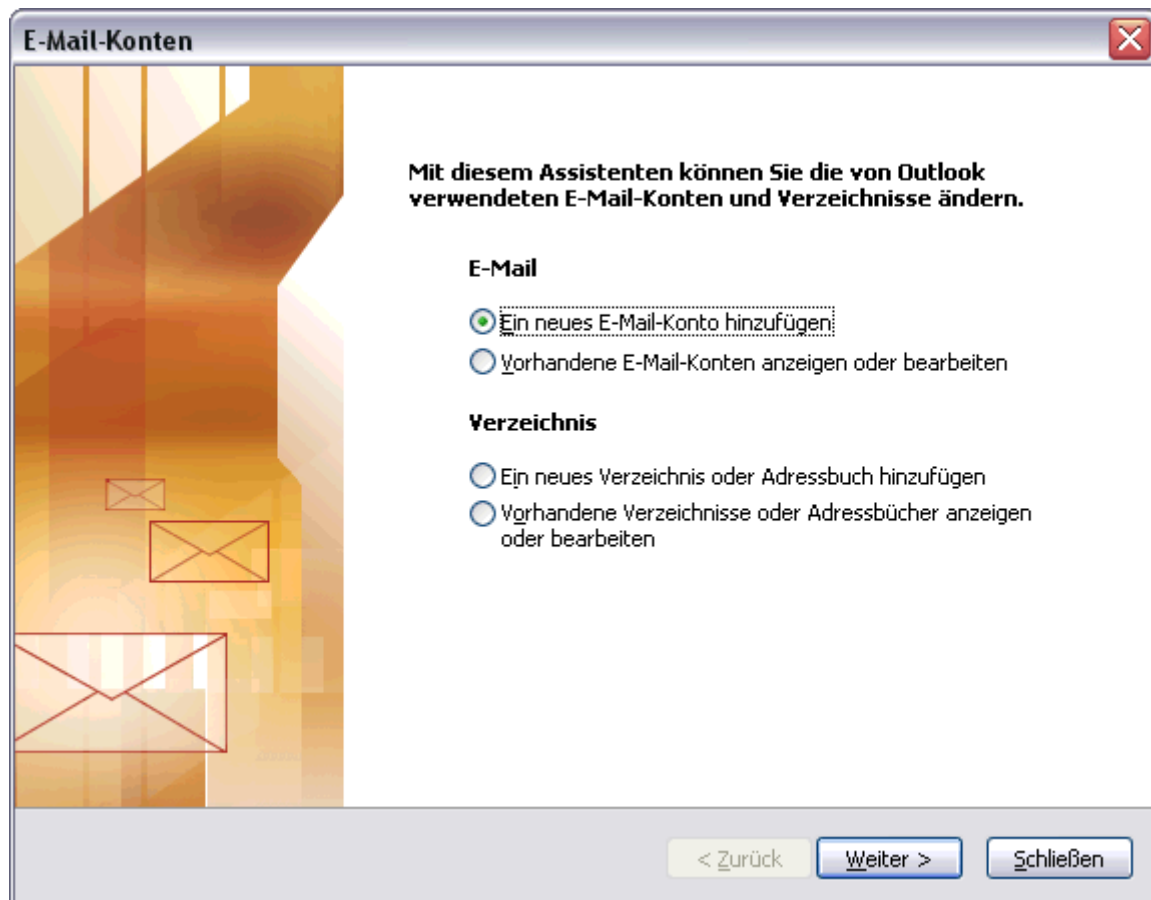 E-Mail-Konten
Mit diesem Assistenten können Sie die von Outlook
verwendeten E-Mail-Konten und Verzeichnisse ändern.
E-Mail
Ein neues E-Mail-Konto hinzufügen
Vorhandene E-Mail-Konten anzeigen oder bearbeiten
Verzeichnis
Ein neues Verzeichnis oder Adressbuch hinzufügen
Vorhandene Verzeichnisse oder Adressbücher anzeigen
oder bearbeiten
< Zurück
Weiter >
Schließen